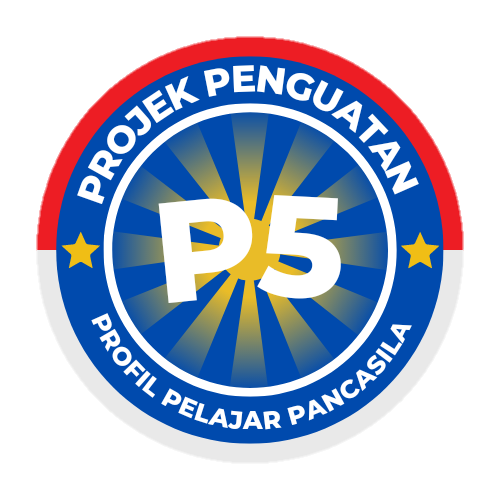 PROJEK PENGUATAN
P5
PROFIL PELAJAR PANCASILA